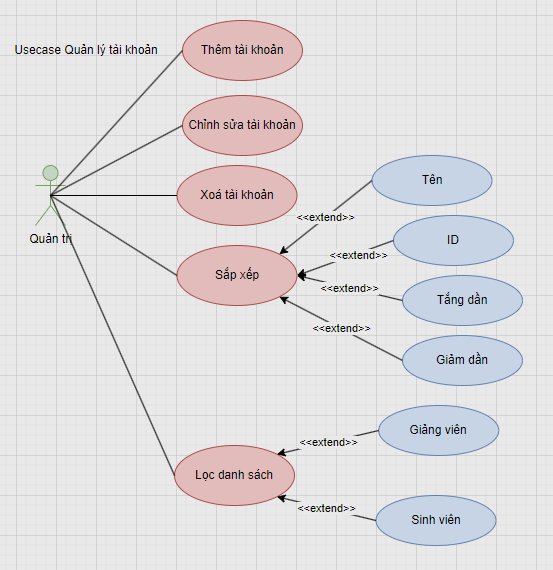 Usecase Quản lý tài khoản
Thêm tài khoản
Chỉnh sửa tài khoản
Xoá tài khoản
Tên
<<extend>>
Quản trị
ID
<<extend>>
Sắp xếp
<<extend>>
Tắng dần
<<extend>>
Giảm dần
Giảng viên
<<extend>>
Lọc danh sách
<<extend>>
Sinh viên